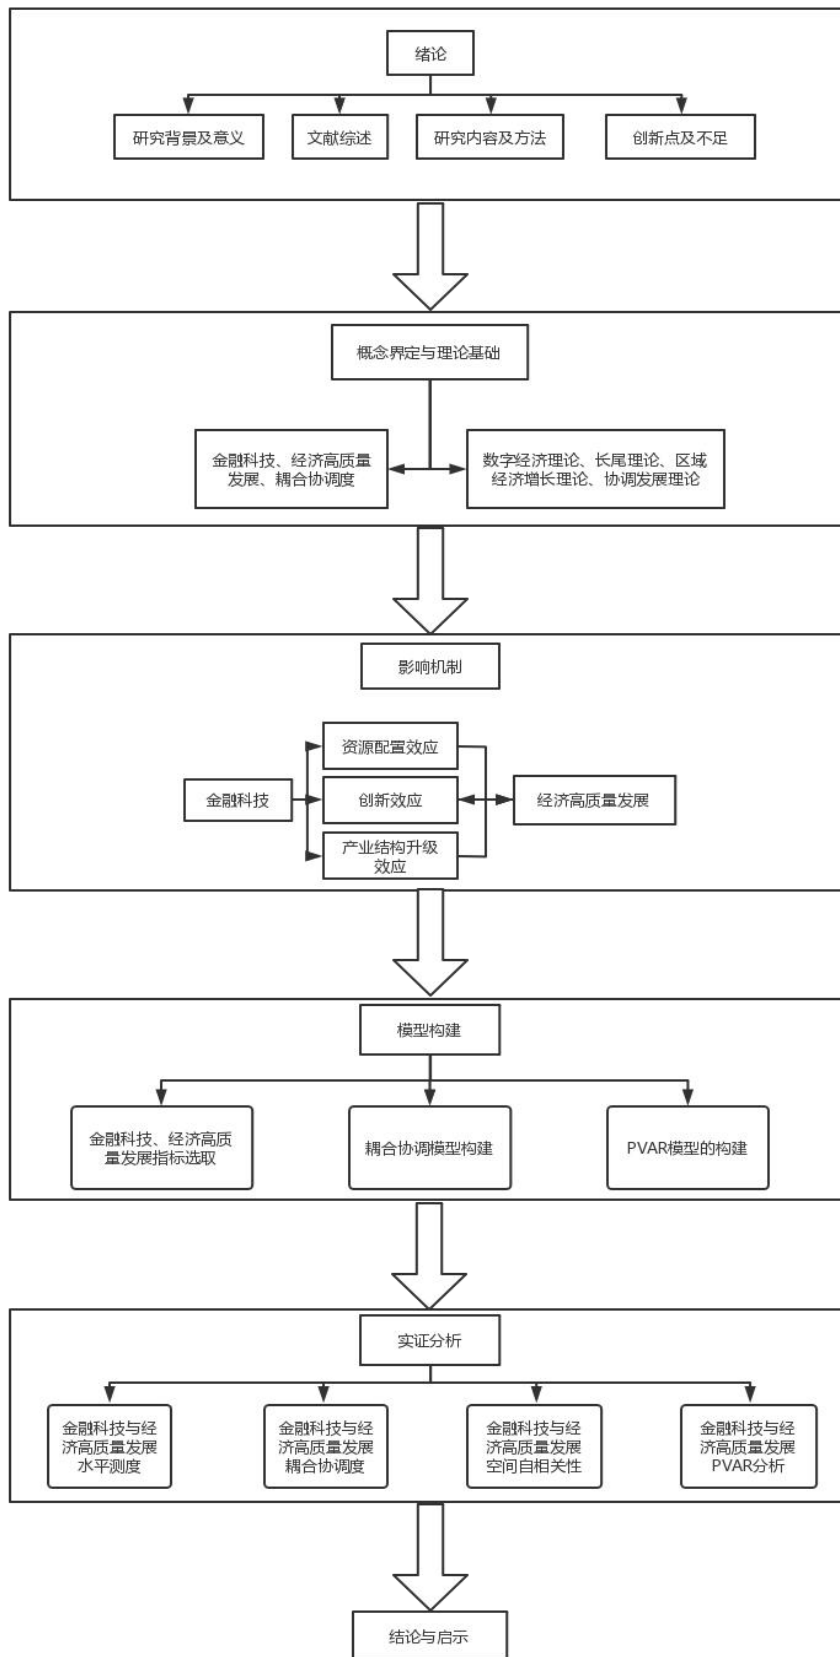 绪论
研究背景及意义
文献综述
研究内容及方法
创新点及不足
概念界定与理论基础
金融科技、经济高质量
发展、耦合协调度
数字经济理论、长尾理论、区域
经济增长理论、协调发展理论
影响机制
资源配置效应
金融科技
创新效应
经济高质量发展
产业结构升级
效应
模型构建
金融科技、经济高质
量发展指标选取
耦合协调模型构建
PVAR模型的构建
实证分析
金融科技与经
济高质量发展
水平测度
金融科技与经
济高质量发展
耦合协调度
金融科技与经
济高质量发展
空间自相关性
金融科技与经
济高质量发展
PVAR分析
结论与启示